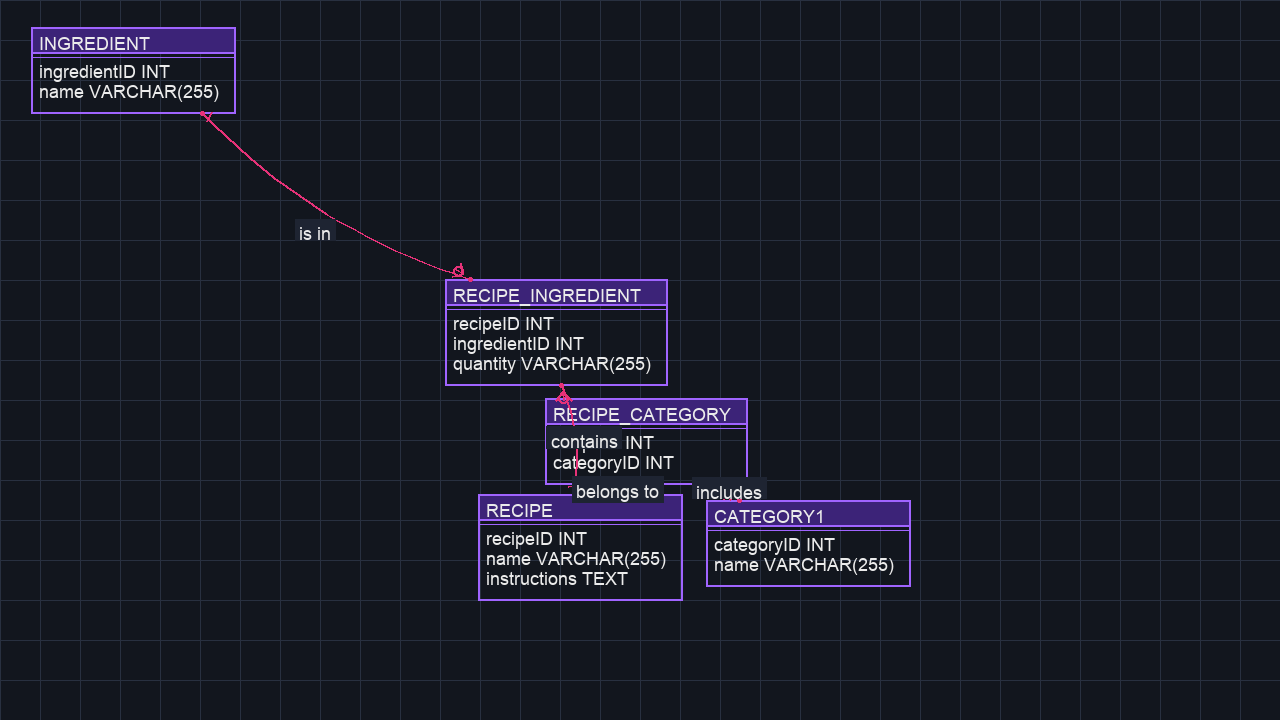 INGREDIENT
ingredientID INT
name VARCHAR(255)
is in
RECIPE_INGREDIENT
recipeID INT
ingredientID INT
quantity VARCHAR(255)
RECIPE_CATEGORY
contains INT
categoryID INT
belongs to
includes
RECIPE
recipeID INT
name VARCHAR(255)
instructions TEXT
CATEGORY1
categoryID INT
name VARCHAR(255)